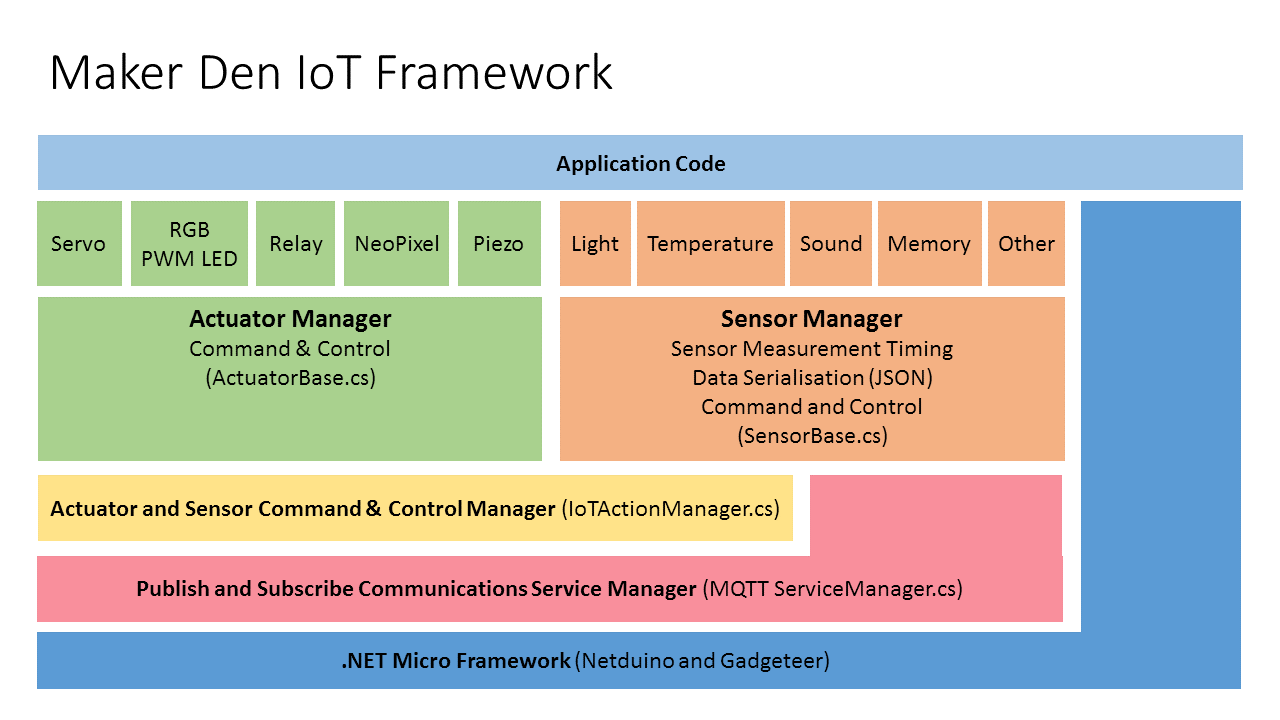 Maker Den IoT Framework
Application Code
Servo
RGB
PWM LED
Relay
NeoPixel
Piezo
Light
Temperature
Sound
Memory
Other
Actuator Manager
Command & Control
(ActuatorBase.cs)
Sensor Manager
Sensor Measurement Timing
Data Serialisation (JSON)
Command and Control
(SensorBase.cs)
Actuator and Sensor Command & Control Manager (IoTActionManager.cs)
Publish and Subscribe Communications Service Manager (MQTT ServiceManager.cs)
.NET Micro Framework (Netduino and Gadgeteer)